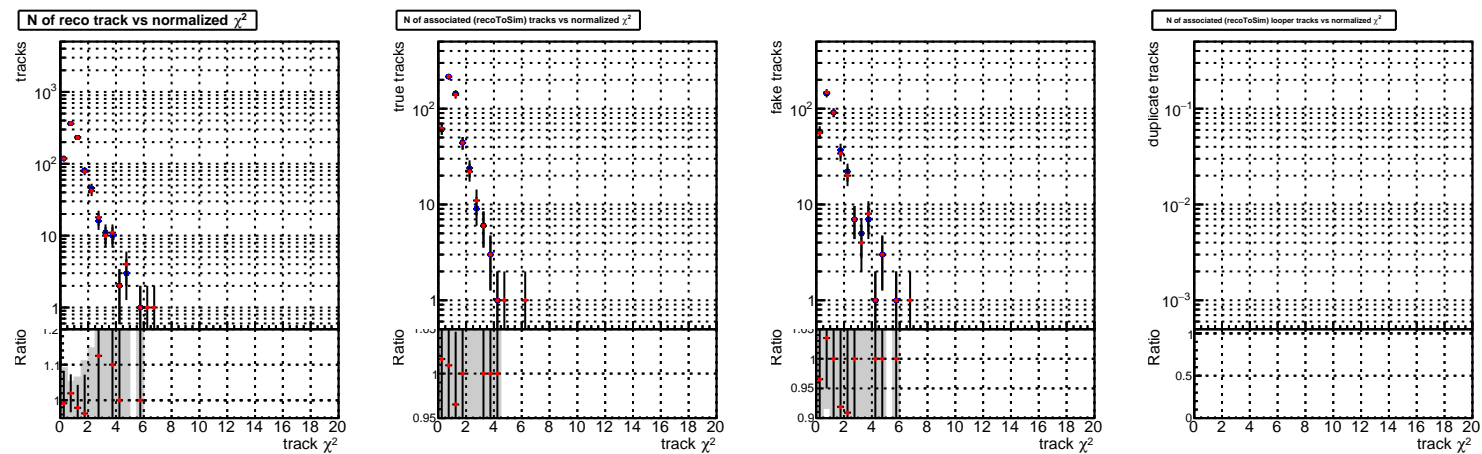 N of reco track vs normalized χ²
tracks
10³
10²
10
1
Ratio
1.2
1.1
1
0 2 4 6 8 10 12 14 16 18 20
track χ²
N of associated (recoToSim) tracks vs normalized χ²
true tracks
10²
10
1
Ratio
1.05
1
0.95
0 2 4 6 8 10 12 14 16 18 20
track χ²
fake tracks
10²
10
1
Ratio
1.05
1
0.95
0.9
0 2 4 6 8 10 12 14 16 18 20
track χ²
N of associated (recoToSim) looper tracks vs normalized χ²
duplicate tracks
10⁻¹
10⁻²
10⁻³
Ratio
1
0.5
0
0 2 4 6 8 10 12 14 16 18 20
track χ²